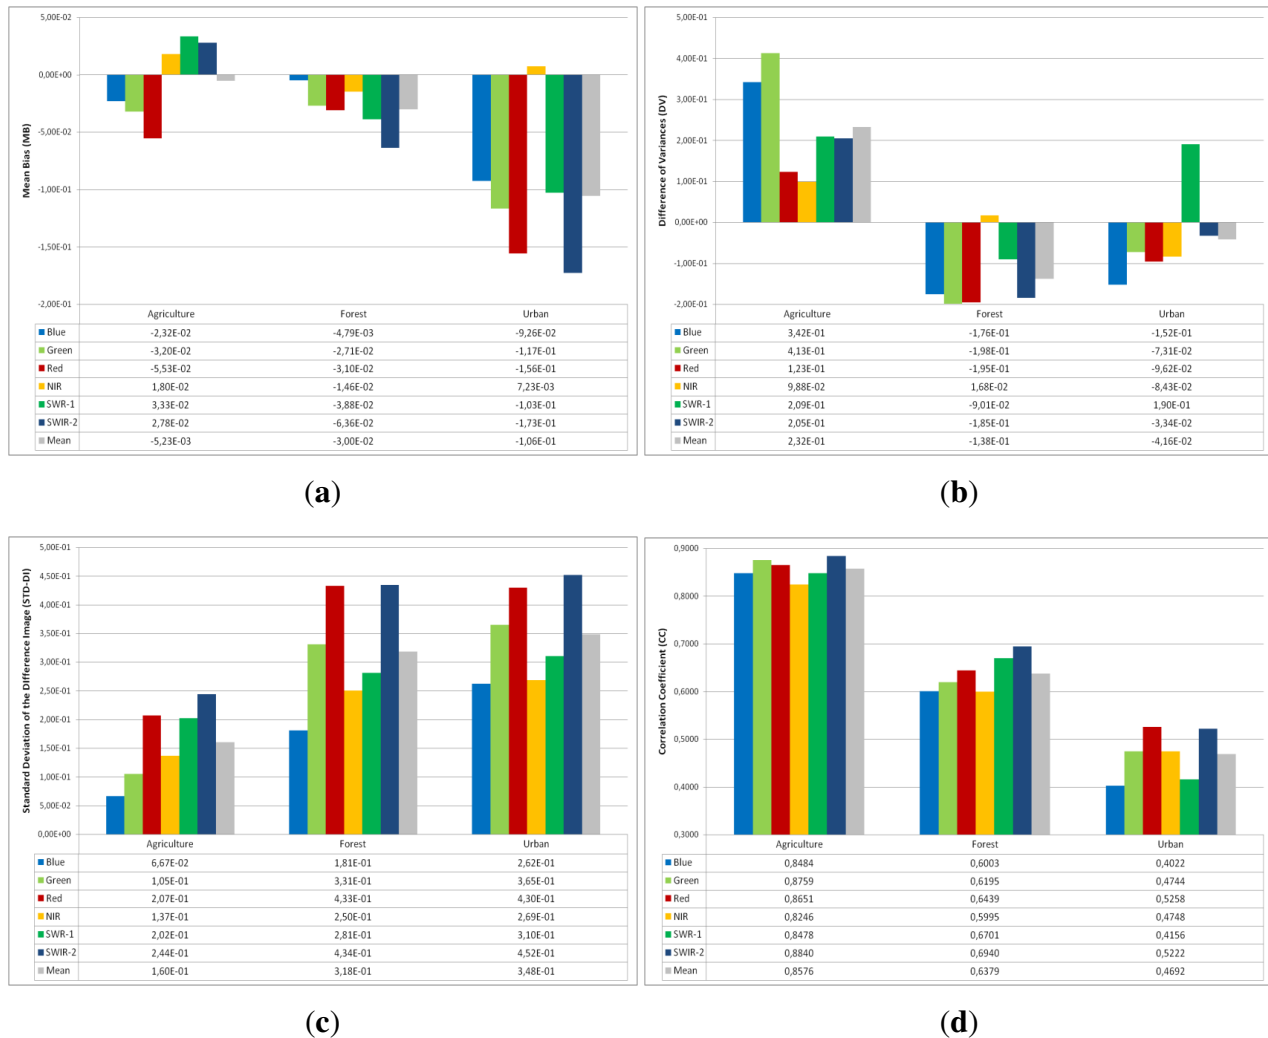 5,00E-02
0,00E+00
-5,00E-02
-1,00E-01
-1,50E-01
-2,00E-01
Mean Bias (MB)
Agriculture Forest Urban
Blue -2,32E-02 -4,79E-03 -9,26E-02
Green -3,20E-02 -2,71E-02 -1,17E-01
Red -5,53E-02 -3,10E-02 -1,56E-01
NIR 1,80E-02 -1,46E-02 7,23E-03
SWR-1 3,33E-02 -3,88E-02 -1,03E-01
SWIR-2 2,78E-02 -6,36E-02 -1,73E-01
Mean -5,23E-03 -3,00E-02 -1,06E-01
(a)
5,00E-01
4,00E-01
3,00E-01
2,00E-01
1,00E-01
0,00E+00
-1,00E-01
-2,00E-01
Difference of Variances (DV)
Agriculture Forest Urban
Blue 3,42E-01 -1,76E-01 -1,52E-01
Green 4,13E-01 -1,98E-01 -7,31E-02
Red 1,23E-01 -1,95E-01 -9,62E-02
NIR 9,88E-02 1,68E-02 -8,43E-02
SWR-1 2,09E-01 -9,01E-02 1,90E-01
SWIR-2 2,05E-01 -1,85E-01 -3,34E-02
Mean 2,32E-01 -1,38E-01 -4,16E-02
(b)
5,00E-01
4,50E-01
4,00E-01
3,50E-01
3,00E-01
2,50E-01
2,00E-01
1,50E-01
1,00E-01
5,00E-02
0,00E+00
Standard Deviation of the DIfference Image (STD-DI)
Agriculture Forest Urban
Blue 6,67E-02 1,81E-01 2,62E-01
Green 1,05E-01 3,31E-01 3,65E-01
Red 2,07E-01 4,33E-01 4,30E-01
NIR 1,37E-01 2,50E-01 2,69E-01
SWR-1 2,02E-01 2,81E-01 3,10E-01
SWIR-2 2,44E-01 4,34E-01 4,52E-01
Mean 1,60E-01 3,18E-01 3,48E-01
(c)
0,9000
0,8000
0,7000
0,6000
0,5000
0,4000
0,3000
Correlation Coefficient (CC)
Agriculture Forest Urban
Blue 0,8484 0,6003 0,4022
Green 0,8759 0,6195 0,4744
Red 0,8651 0,6439 0,5258
NIR 0,8246 0,5995 0,4748
SWR-1 0,8478 0,6701 0,4156
SWIR-2 0,8840 0,6940 0,5222
Mean 0,8576 0,6379 0,4692
(d)